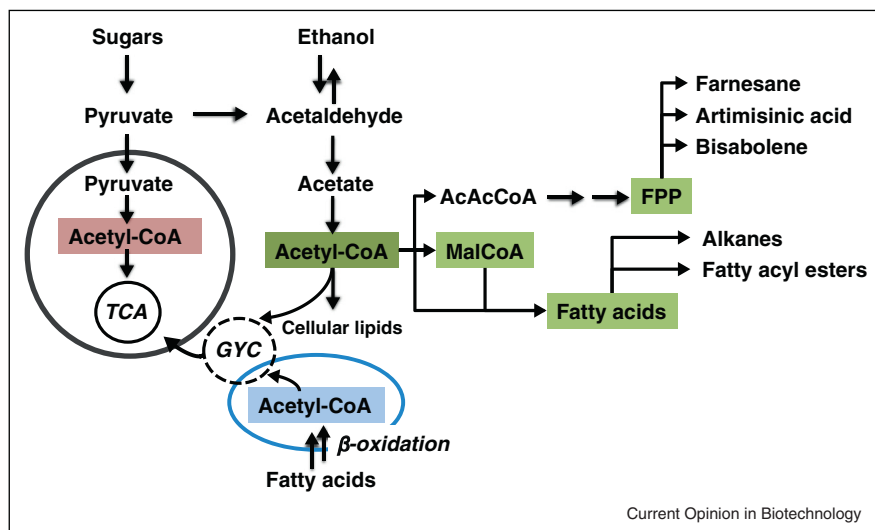 Sugars
Ethanol
Farnesane
Pyruvate
Acetaldehyde
Artimisinic acid
Bisabolene
Pyruvate
Acetate
AcAcCoA
FPP
Acetyl-CoA
Acetyl-CoA
MalCoA
Alkanes
Fatty acyl esters
TCA
Cellular lipids
Fatty acids
GYC
Acetyl-CoA
β-oxidation
Fatty acids
Current Opinion in Biotechnology